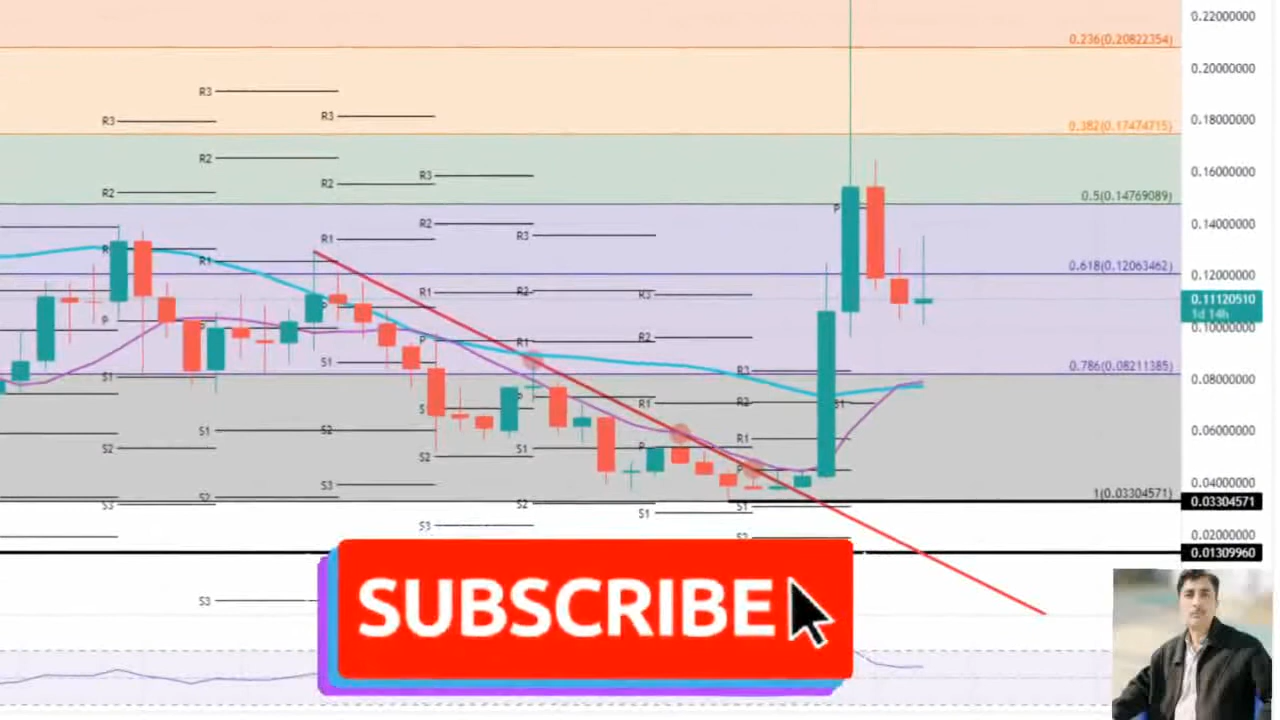 0.22000000
0.236(0.20822354)
0.20000000
R3
R3
R3
0.18000000
0.382(0.17474715)
R3
R2
0.16000000
R2
R2
0.5(0.14769089)
P
R2
0.14000000
R3
R1
R1
0.618(0.12063462)
0.12000000
R1
R2
R3
0.11120510
1d 14h
P
0.10000000
R2
P
R1
S1
0.786(0.08211385)
R3
S1
0.08000000
P
R1
R2
S1
S1
S1
0.06000000
R1
S2
S1
P
S2
P
S3
0.04000000
1(0.03304571)
S2
0.03304571
S3
S2
S1
S1
S3
0.02000000
S2
0.01309960
S3
SUBSCRIBE